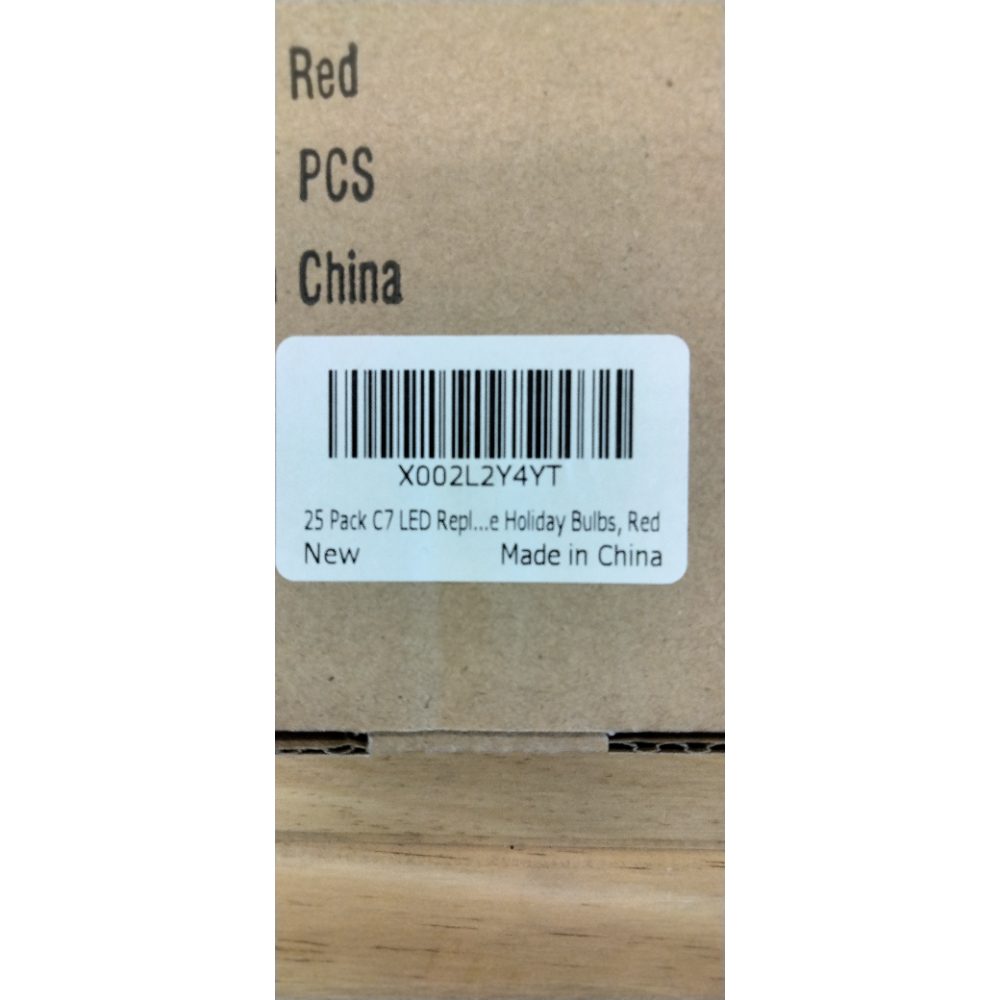 Red
PCS
China
X002L2Y4YT
25 Pack C7 LED Repl...e Holiday Bulbs, Red
New Made in China